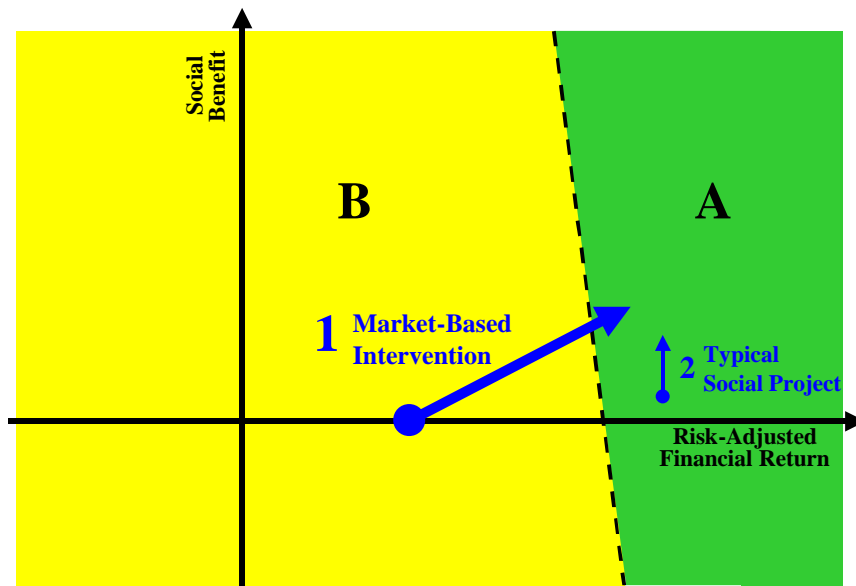 Social
Benefit
B
A
1 Market-Based
Intervention
2 Typical
Social Project
Risk-Adjusted
Financial Return